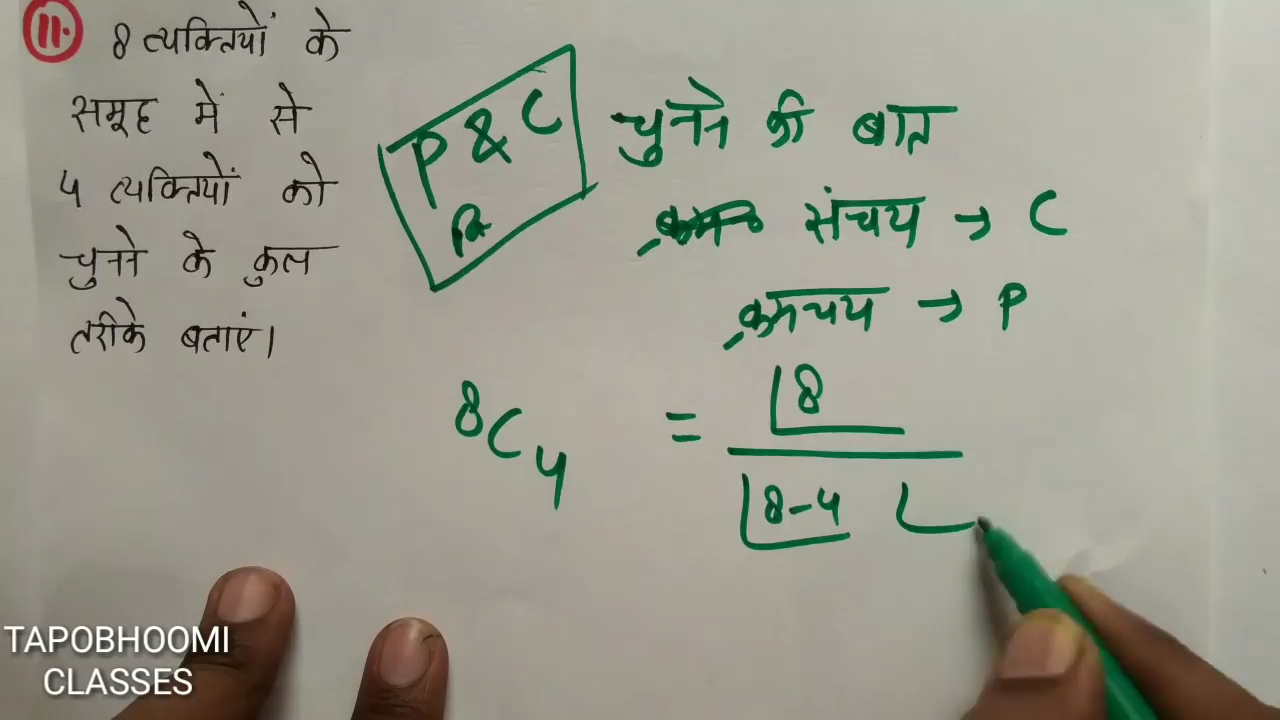 11. 8 व्यक्तियों के
समूह में से
4 व्यक्तियों को
चुनने के कुल
तरीके बताएं।
P & C
चुनने की बात
संचय → C
क्रमचय → P
⁸C₄ = |8
|8-4 |
TAPOBHOOMI
CLASSES